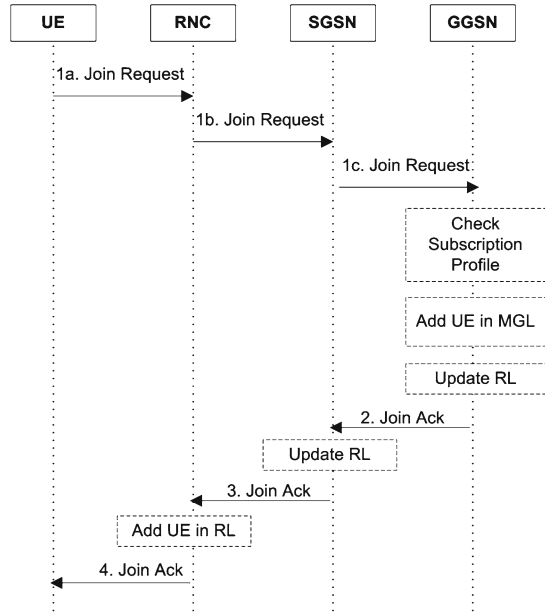 UE RNC SGSN GGSN
1a. Join Request
1b. Join Request
1c. Join Request
Check
Subscription
Profile
Add UE in MGL
Update RL
2. Join Ack
Update RL
3. Join Ack
Add UE in RL
4. Join Ack